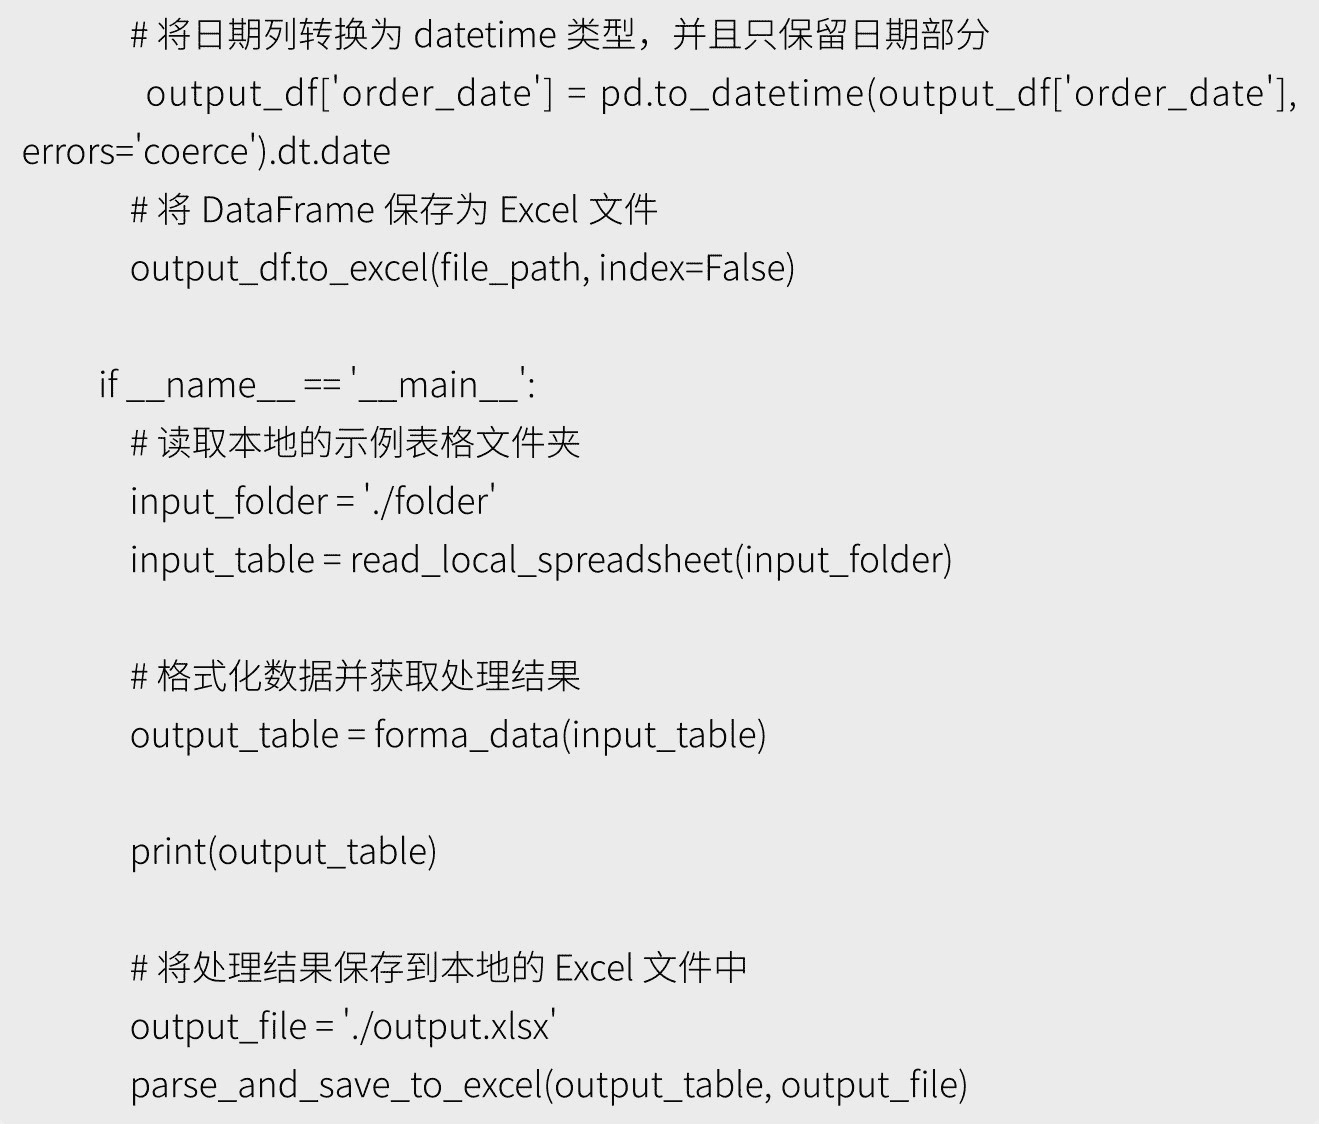 # 将日期列转换为 datetime 类型，并且只保留日期部分
output_df['order_date'] = pd.to_datetime(output_df['order_date'],
errors='coerce').dt.date
# 将 DataFrame 保存为 Excel 文件
output_df.to_excel(file_path, index=False)
if __name__ == '__main__':
# 读取本地的示例表格文件夹
input_folder = './folder'
input_table = read_local_spreadsheet(input_folder)
# 格式化数据并获取处理结果
output_table = forma_data(input_table)
print(output_table)
# 将处理结果保存到本地的 Excel 文件中
output_file = './output.xlsx'
parse_and_save_to_excel(output_table, output_file)